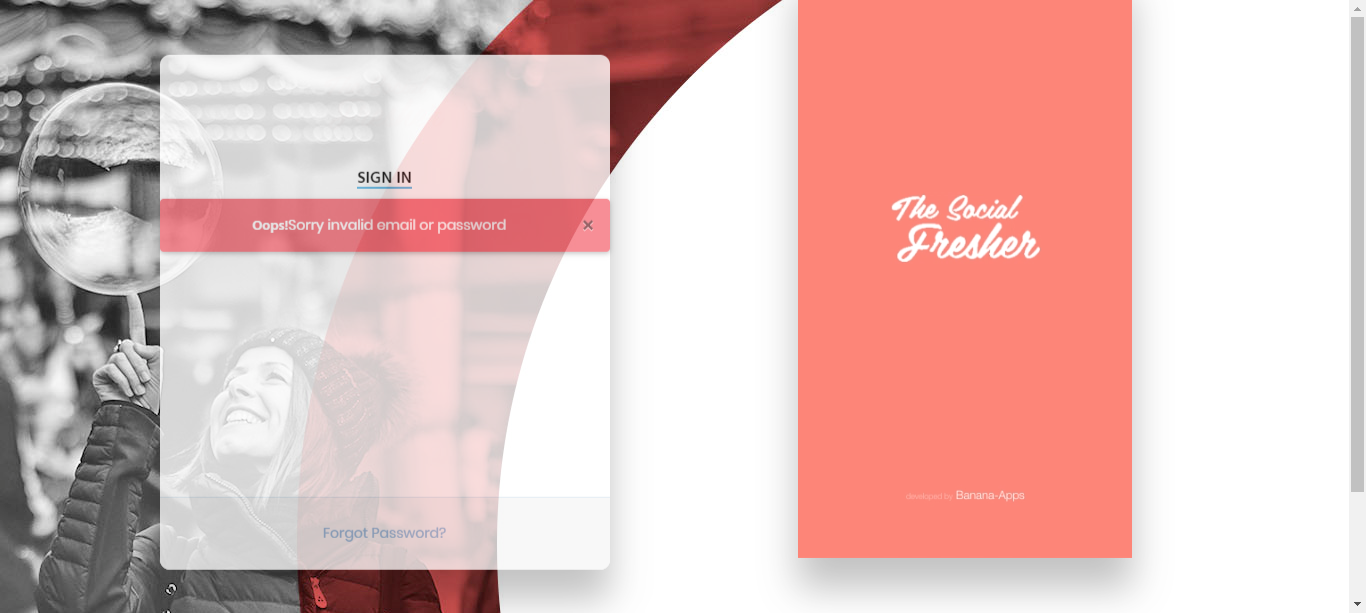 SIGN IN
Oops!Sorry invalid email or password ×
Forgot Password?
The Social
Fresher
developed by Banana-Apps